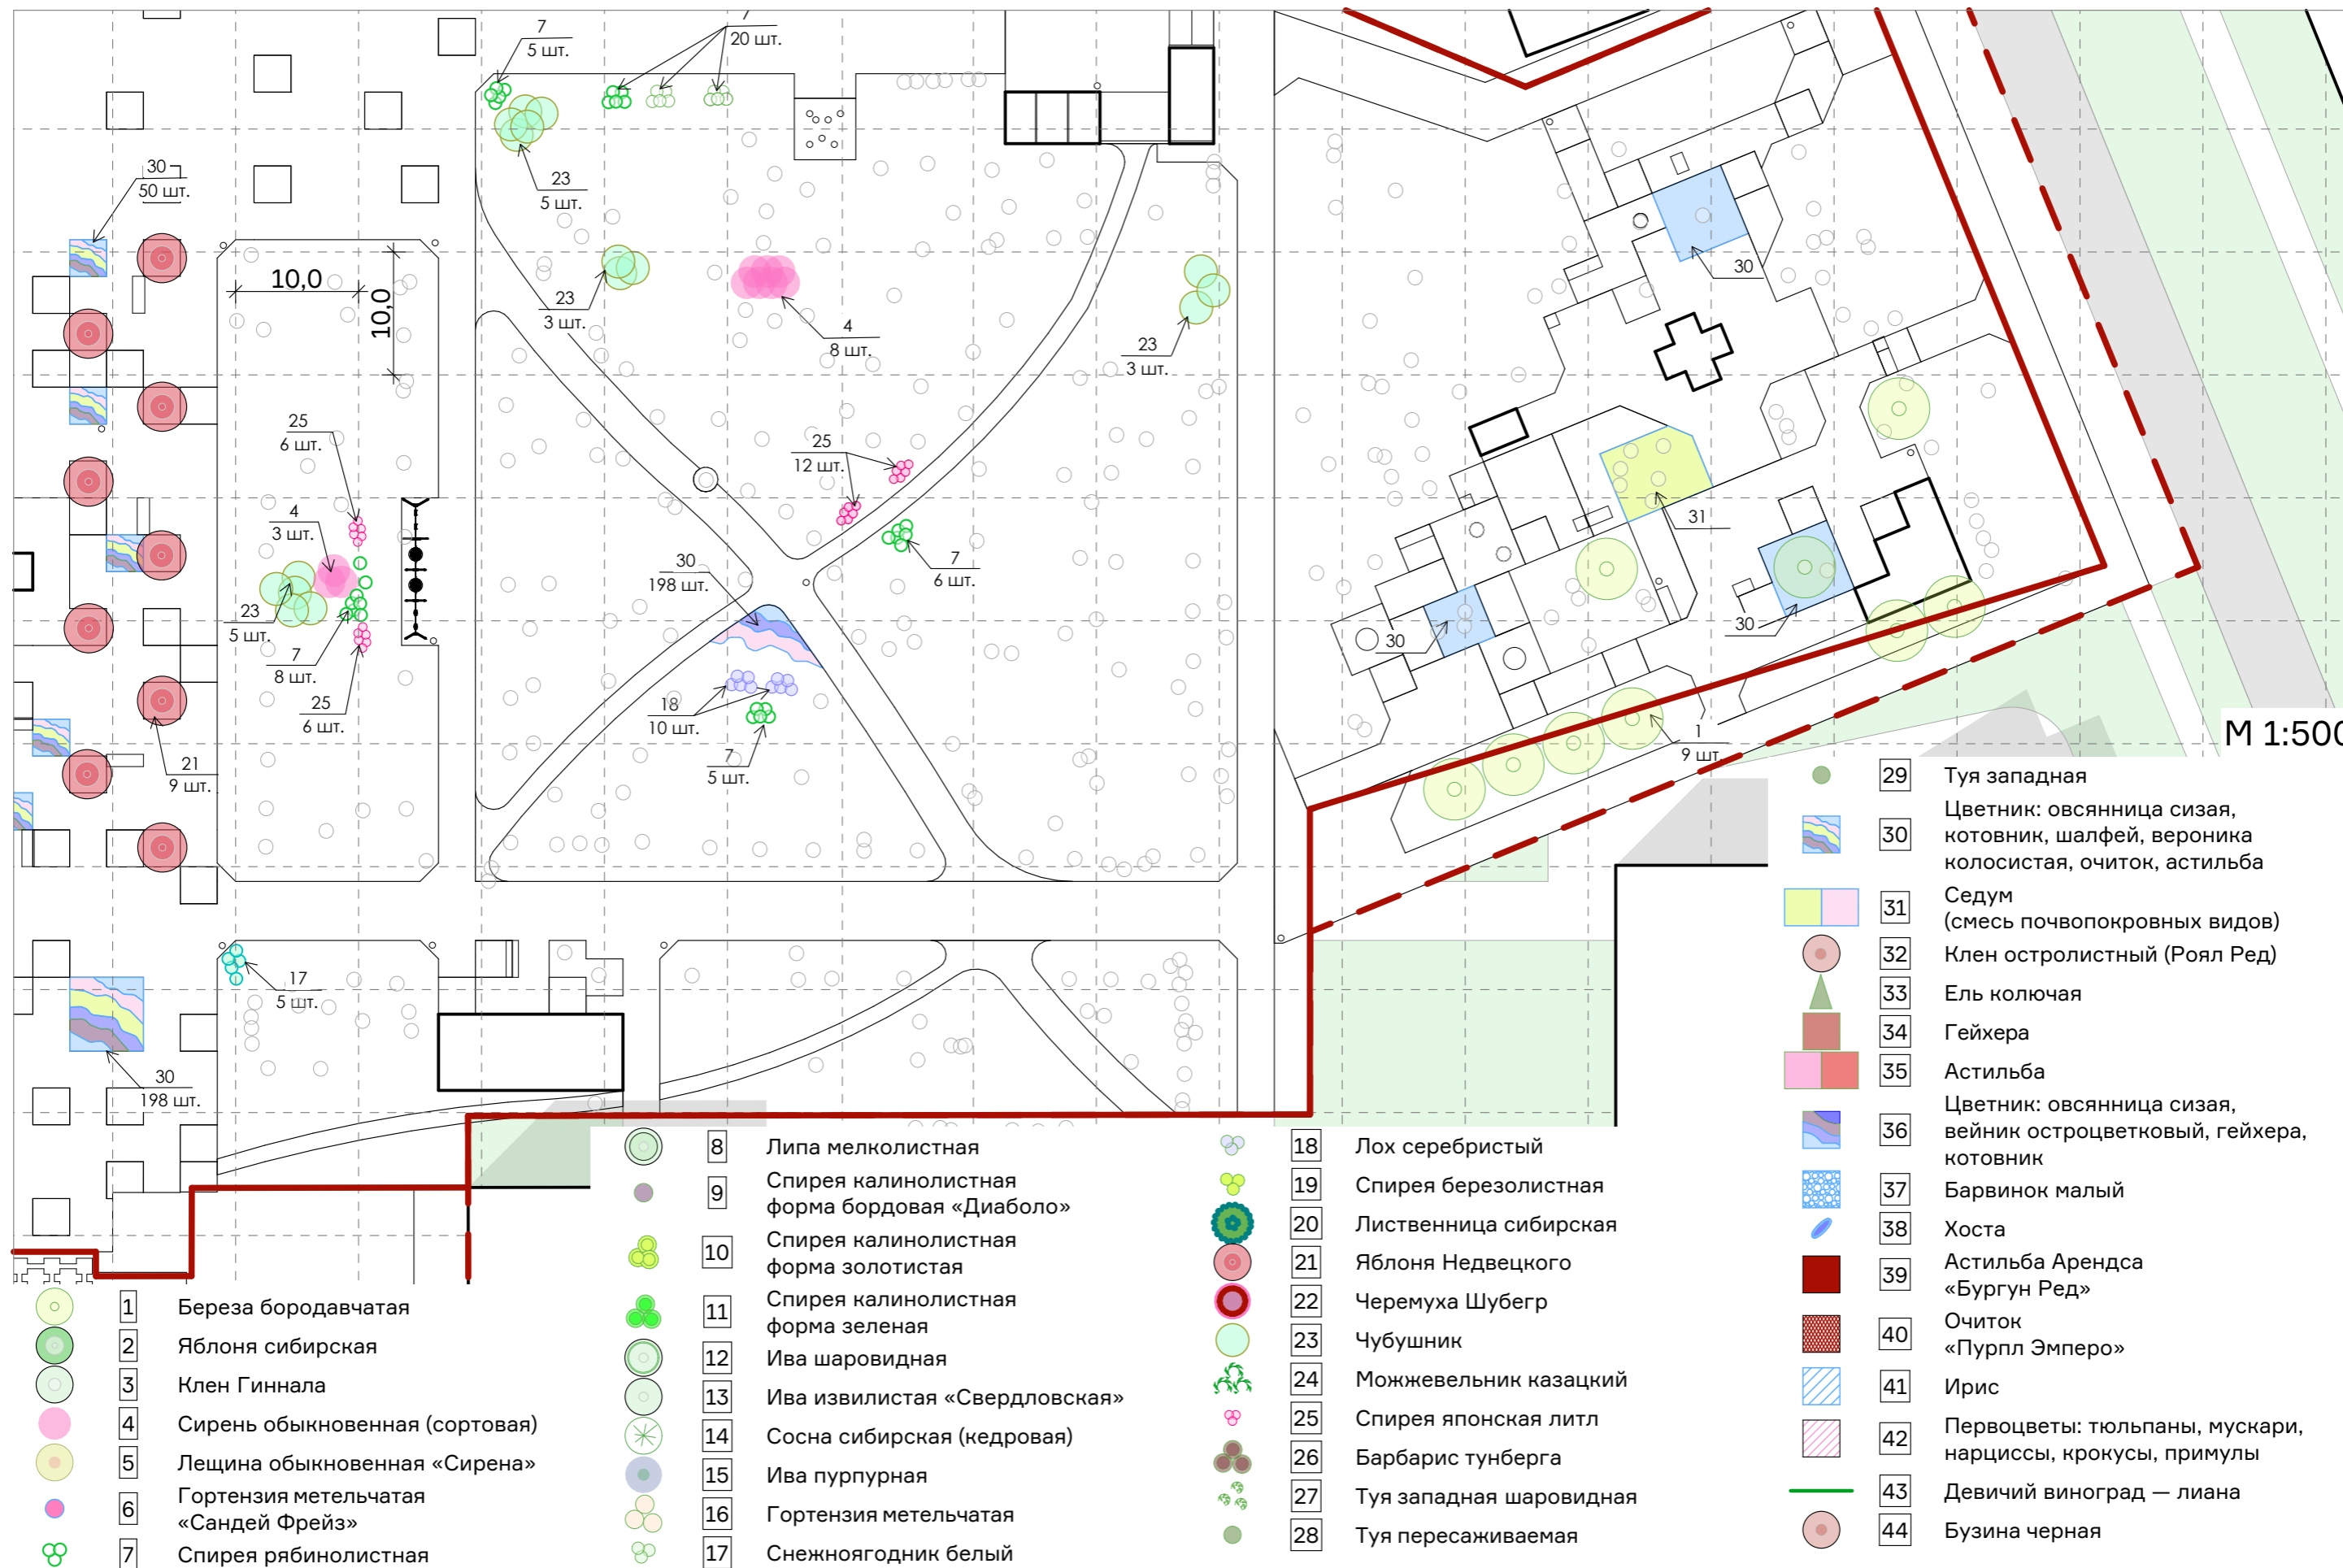 7
5 шт.
20 шт.
30
50 шт.
23
5 шт.
10,0
10,0
23
3 шт.
4
8 шт.
23
3 шт.
30
25
6 шт.
25
12 шт.
31
4
3 шт.
30
198 шт.
7
6 шт.
23
5 шт.
30
30
7
8 шт.
25
6 шт.
18
10 шт.
1
9 шт.
7
5 шт.
21
9 шт.
М 1:500
17
5 шт.
30
198 шт.
1 Береза бородавчатая
2 Яблоня сибирская
3 Клен Гиннала
4 Сирень обыкновенная (сортовая)
5 Лещина обыкновенная «Сирена»
6 Гортензия метельчатая
«Сандей Фрейз»
7 Спирея рябинолистная
8 Липа мелколистная
9 Спирея калинолистная
форма бордовая «Диаболо»
10 Спирея калинолистная
форма золотистая
11 Спирея калинолистная
форма зеленая
12 Ива шаровидная
13 Ива извилистая «Свердловская»
14 Сосна сибирская (кедровая)
15 Ива пурпурная
16 Гортензия метельчатая
17 Снежноягодник белый
18 Лох серебристый
19 Спирея березолистная
20 Лиственница сибирская
21 Яблоня Недвецкого
22 Черемуха Шубегр
23 Чубушник
24 Можжевельник казацкий
25 Спирея японская литл
26 Барбарис тунберга
27 Туя западная шаровидная
28 Туя пересаживаемая
29 Туя западная
30 Цветник: овсянница сизая,
котовник, шалфей, вероника
колосистая, очиток, астильба
31 Седум
(смесь почвопокровных видов)
32 Клен остролистный (Роял Ред)
33 Ель колючая
34 Гейхера
35 Астильба
36 Цветник: овсянница сизая,
вейник остроцветковый, гейхера,
котовник
37 Барвинок малый
38 Хоста
39 Астильба Арендса
«Бургун Ред»
40 Очиток
«Пурпл Эмперо»
41 Ирис
42 Первоцветы: тюльпаны, мускари,
нарциссы, крокусы, примулы
43 Девичий виноград — лиана
44 Бузина черная